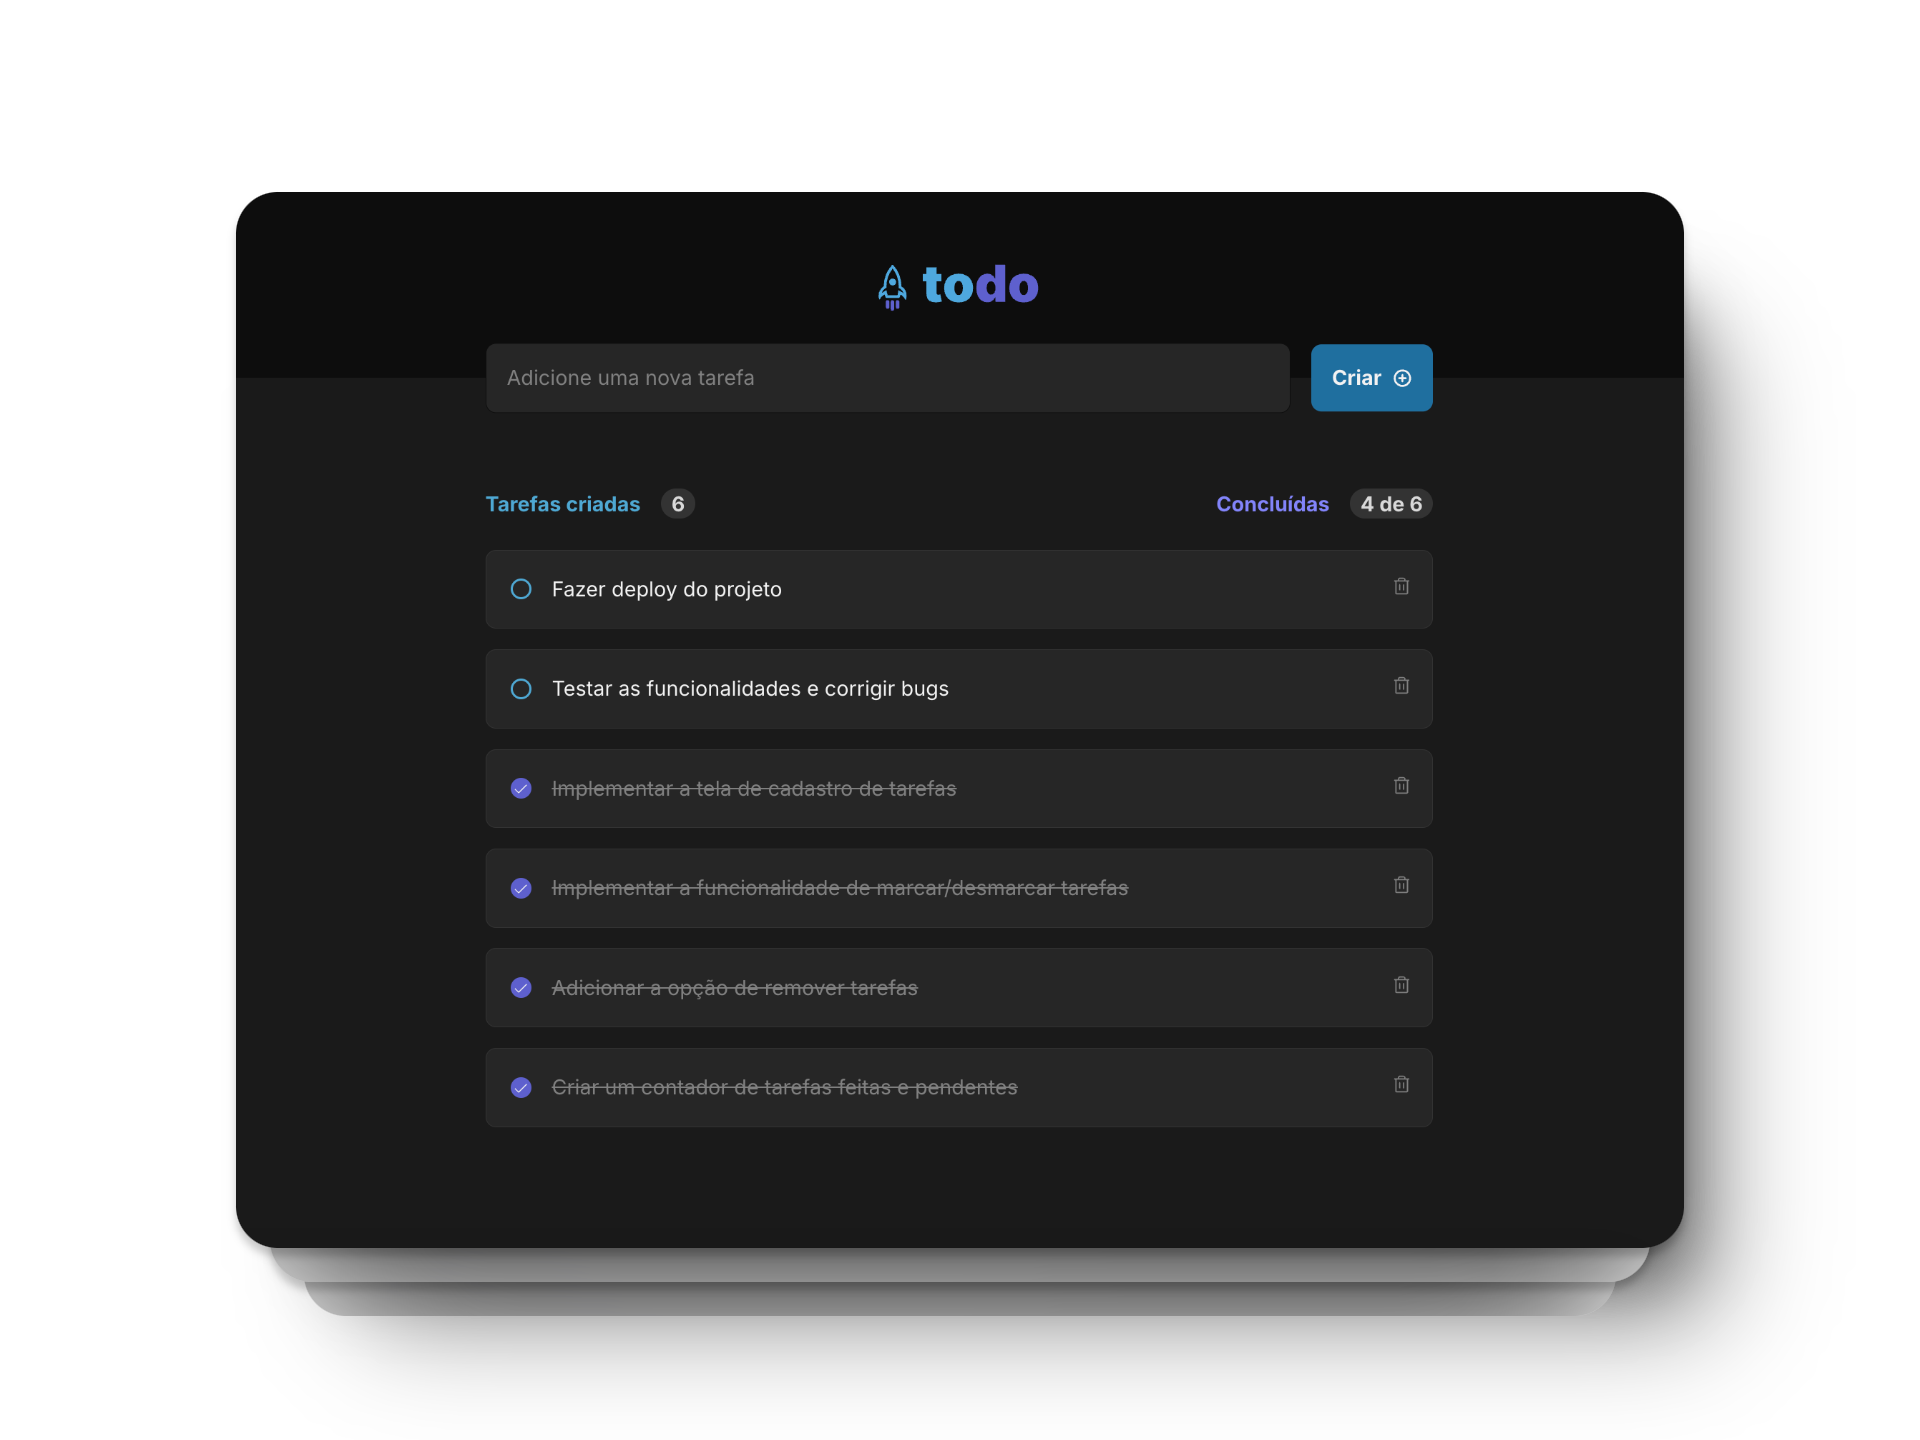 todo
Adicione uma nova tarefa
Criar
Tarefas criadas 6
Concluídas 4 de 6
Fazer deploy do projeto
Testar as funcionalidades e corrigir bugs
Implementar a tela de cadastro de tarefas
Implementar a funcionalidade de marcar/desmarcar tarefas
Adicionar a opção de remover tarefas
Criar um contador de tarefas feitas e pendentes